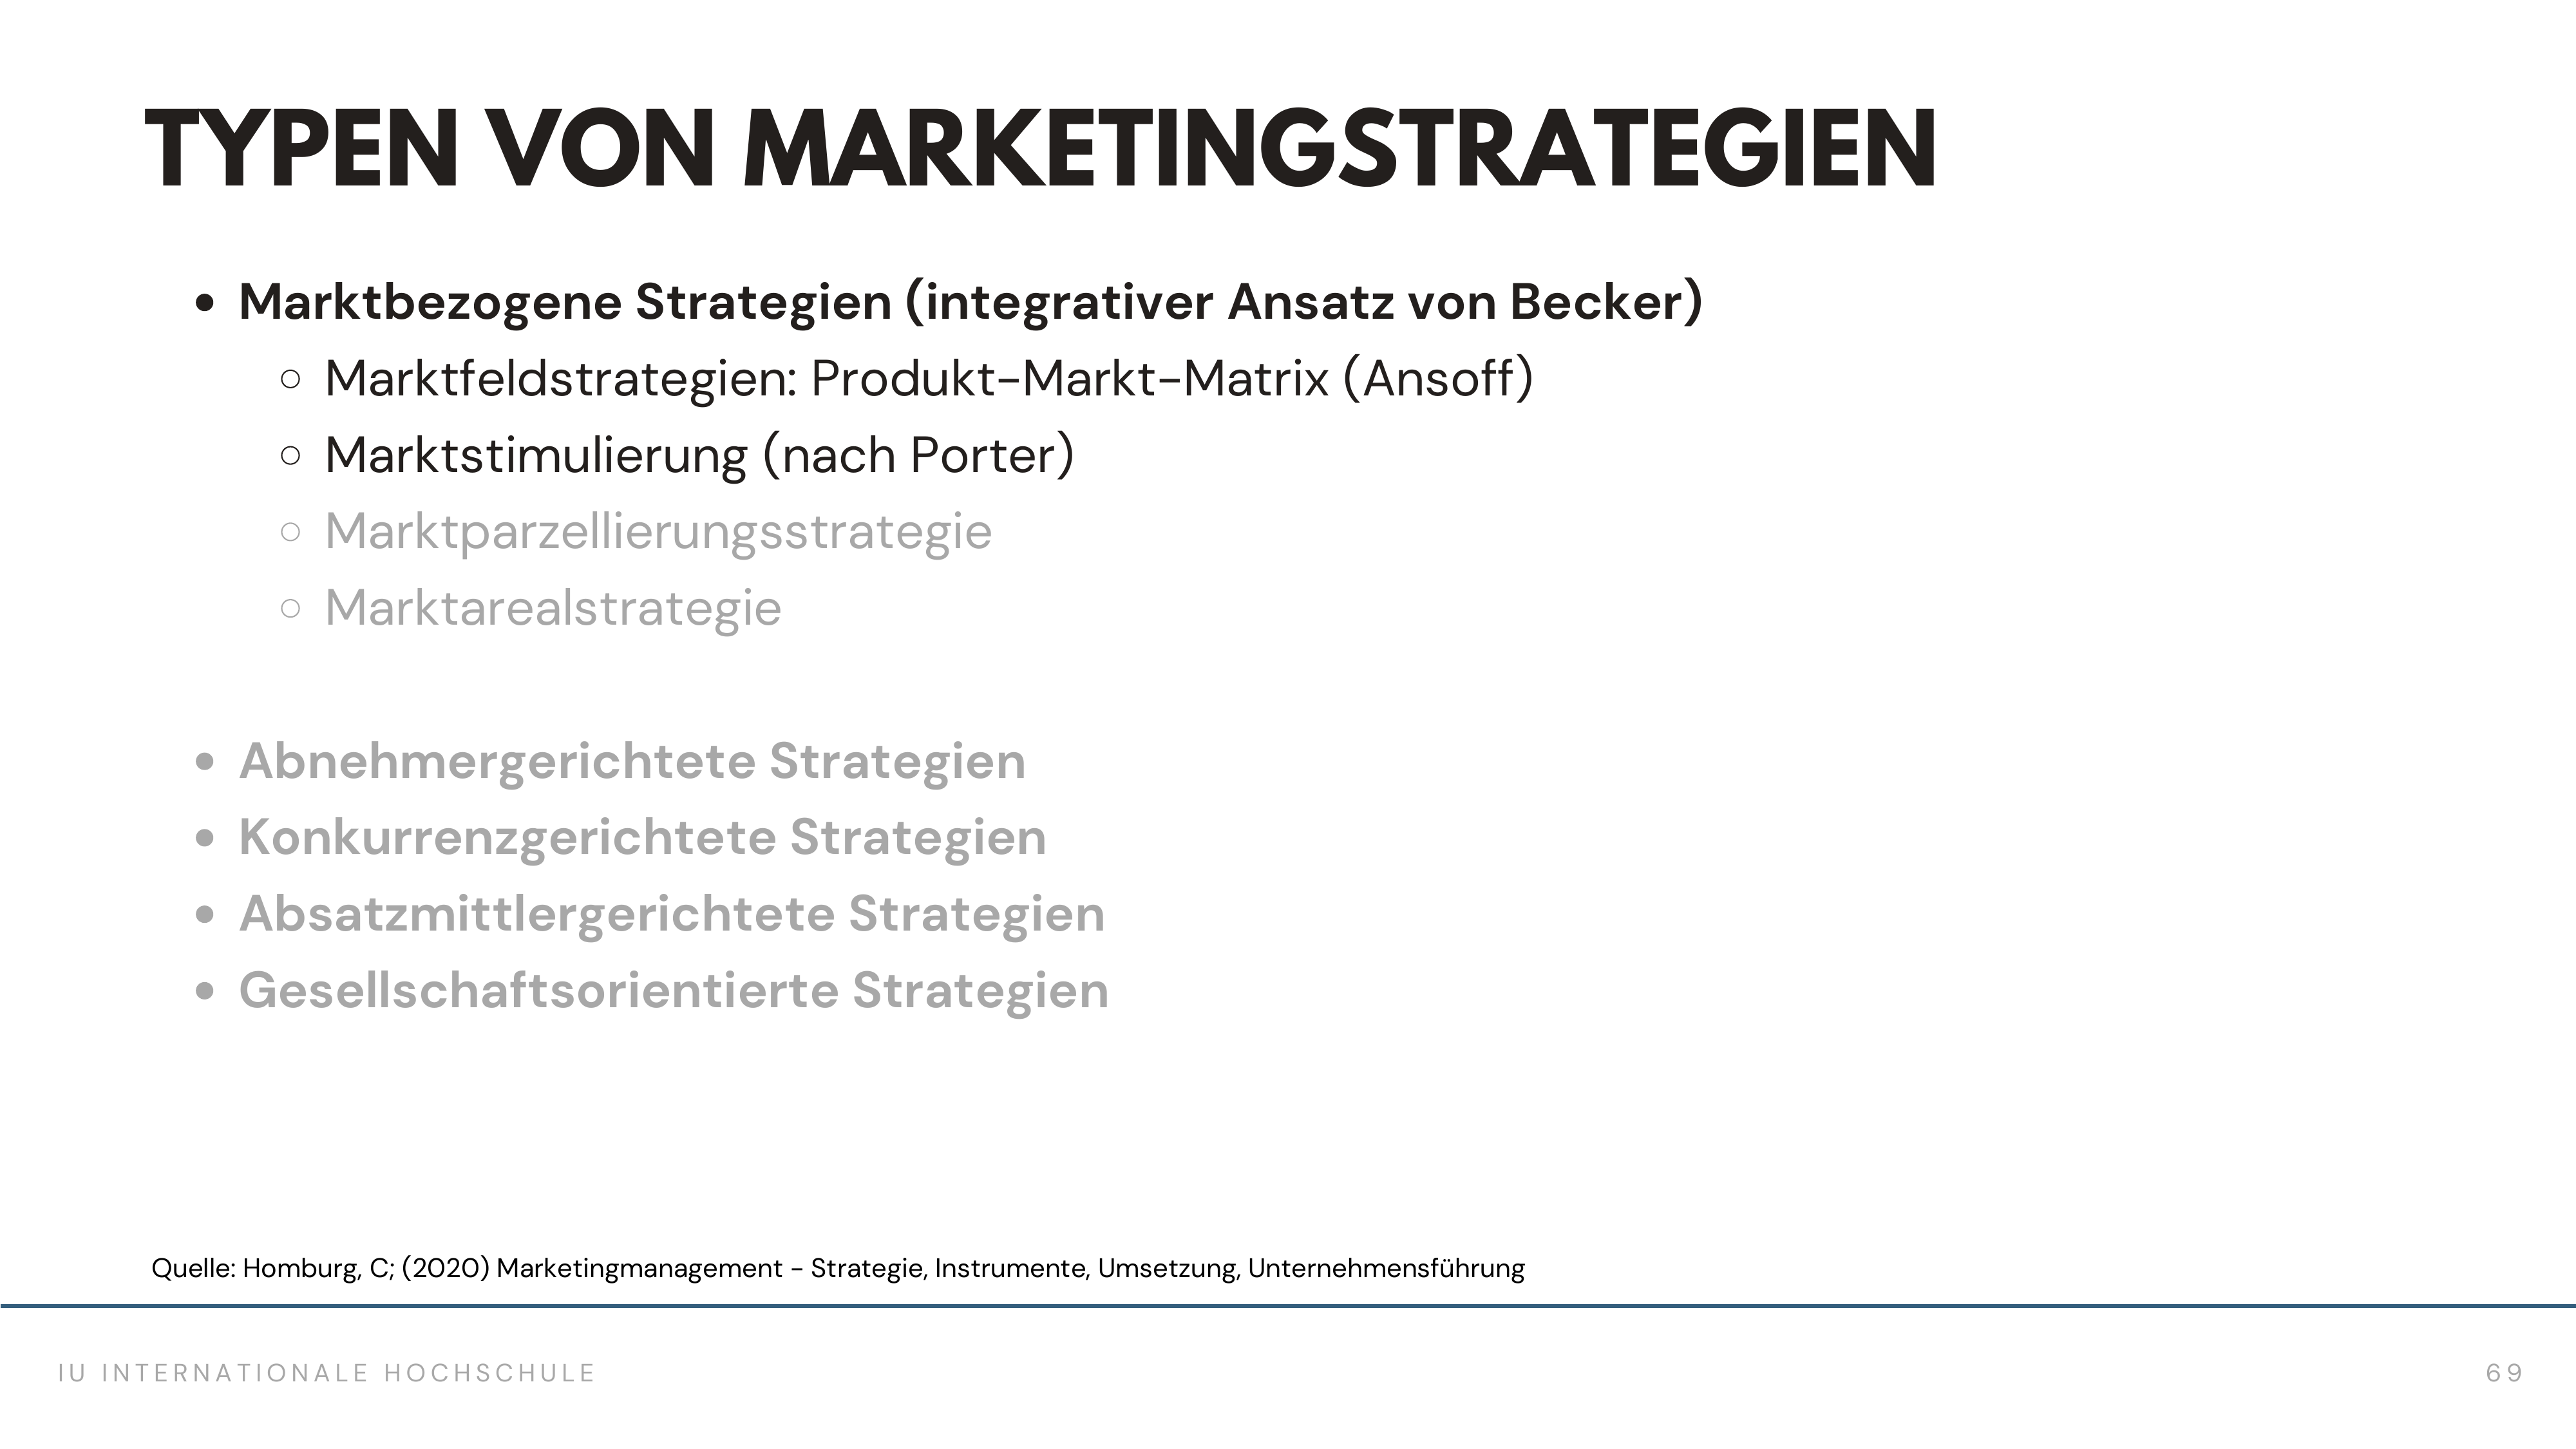 TYPEN VON MARKETINGSTRATEGIEN
• Marktbezogene Strategien (integrativer Ansatz von Becker)
○ Marktfeldstrategien: Produkt-Markt-Matrix (Ansoff)
○ Marktstimulierung (nach Porter)
○ Marktparzellierungsstrategie
○ Marktarealstrategie
• Abnehmergerichtete Strategien
• Konkurrenzgerichtete Strategien
• Absatzmittlergerichtete Strategien
• Gesellschaftsorientierte Strategien
Quelle: Homburg, C; (2020) Marketingmanagement - Strategie, Instrumente, Umsetzung, Unternehmensführung
IU INTERNATIONALE HOCHSCHULE
69